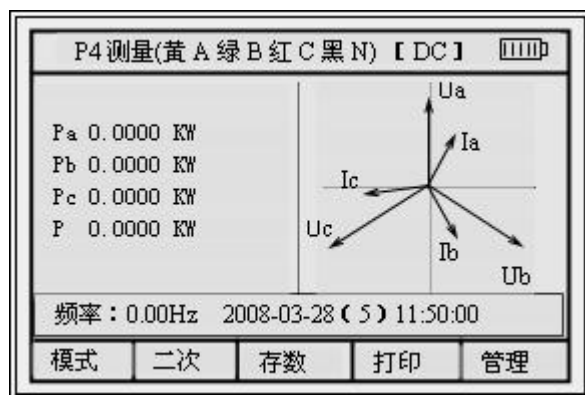 P4测量(黄A绿B红C黑N)【DC】
Ua
Pa 0.0000 KW
Ia
Pb 0.0000 KW
Ic
Pc 0.0000 KW
P 0.0000 KW
Uc
Ib
Ub
频率：0.00Hz 2008-03-28(5)11:50:00
模式 二次 存数 打印 管理